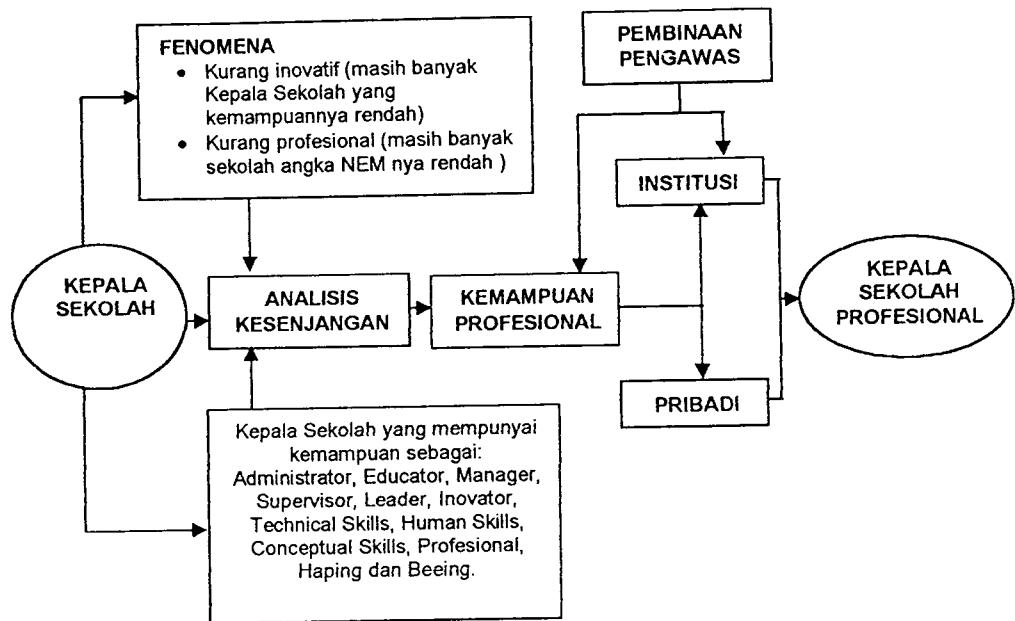 FENOMENA
• Kurang inovatif (masih banyak
Kepala Sekolah yang
kemampuannya rendah)
• Kurang profesional (masih banyak
sekolah angka NEM nya rendah )
PEMBINAAN
PENGAWAS
INSTITUSI
KEPALA
SEKOLAH
ANALISIS
KESENJANGAN
KEMAMPUAN
PROFESIONAL
KEPALA
SEKOLAH
PROFESIONAL
PRIBADI
Kepala Sekolah yang mempunyai
kemampuan sebagai:
Administrator, Educator, Manager,
Supervisor, Leader, Inovator,
Technical Skills, Human Skills,
Conceptual Skills, Profesional,
Haping dan Beeing.